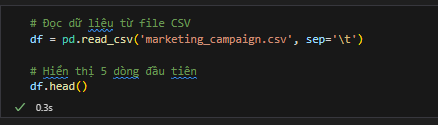 # Đọc dữ liệu từ file CSV
df = pd.read_csv('marketing_campaign.csv', sep='\t')
# Hiển thị 5 dòng đầu tiên
df.head()
0.3s